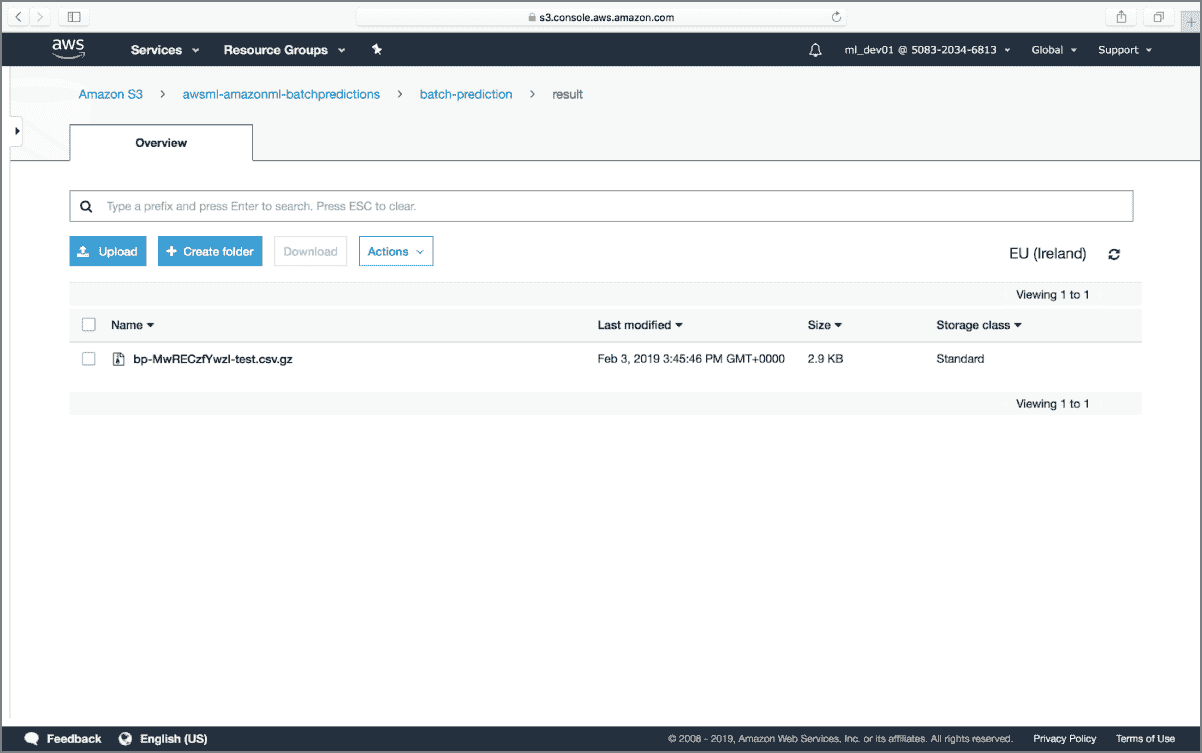 s3.console.aws.amazon.com
aws Services Resource Groups ml_dev01 @ 5083-2034-6813 Global Support
Amazon S3 > awsml-amazonml-batchpredictions > batch-prediction > result
Overview
Type a prefix and press Enter to search. Press ESC to clear.
Upload + Create folder Download Actions EU (Ireland)
Viewing 1 to 1
Name Last modified Size Storage class
bp-MwRECzfYwzl-test.csv.gz Feb 3, 2019 3:45:46 PM GMT+0000 2.9 KB Standard
Viewing 1 to 1
Feedback English (US) © 2008 - 2019, Amazon Web Services, Inc. or its affiliates. All rights reserved. Privacy Policy Terms of Use